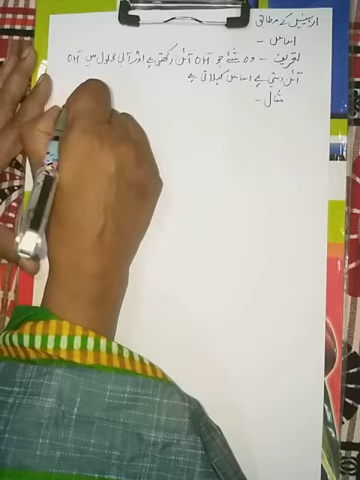 ارہینیس کے مطابق
اساس -
تعریف - وہ شئے جو OH آئن رکھتی ہے اور آبی محلول میں OH
آئن دیتی ہے اساس کہلاتی ہے
مثال -